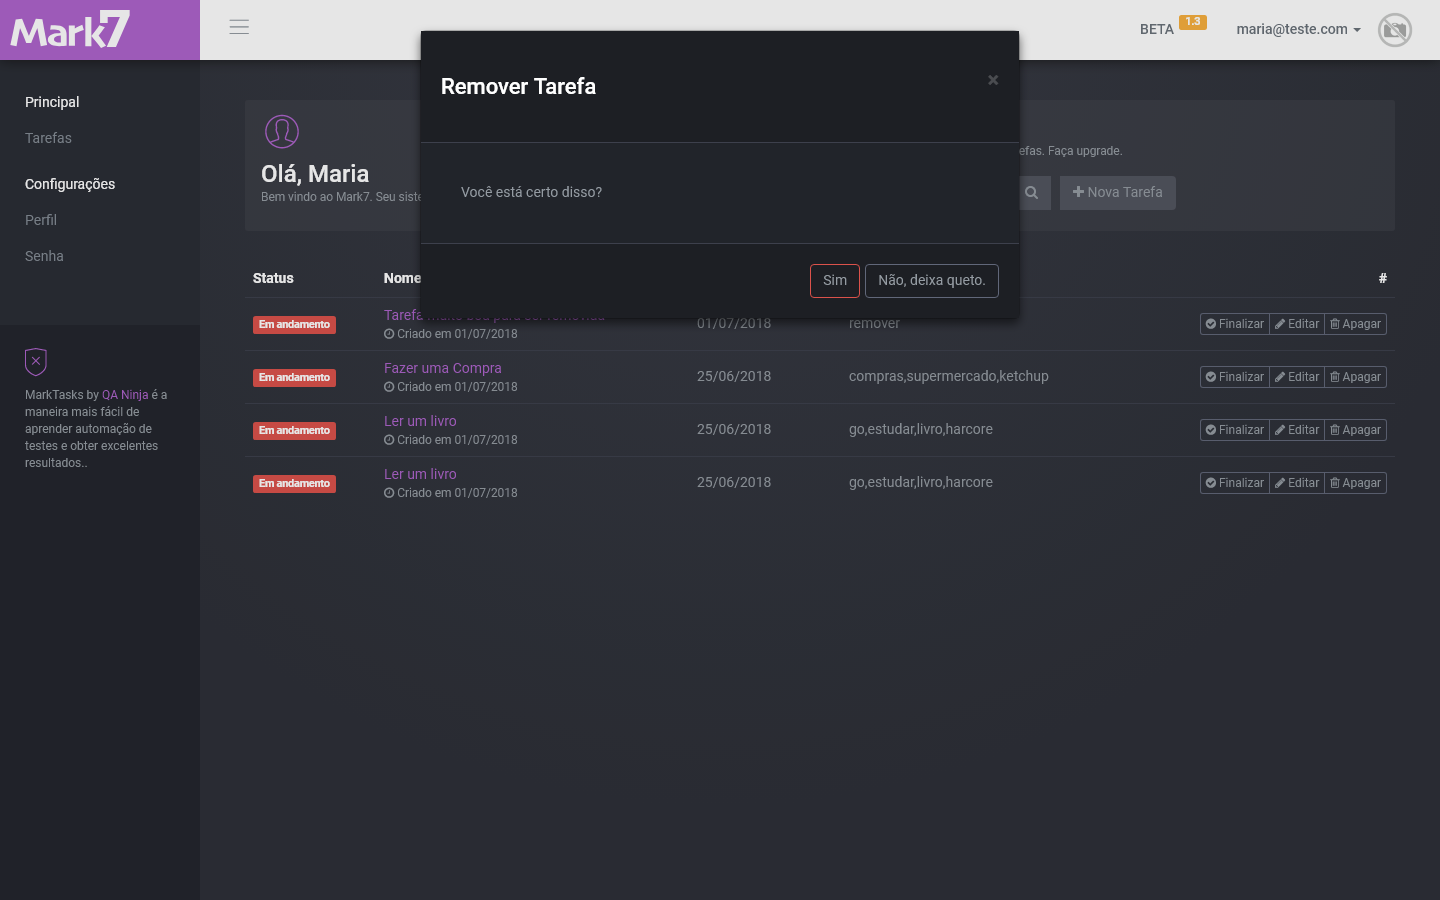 Mark7
BETA 1.3
maria@teste.com
Principal
Tarefas
Configurações
Perfil
Senha
MarkTasks by QA Ninja é a
maneira mais fácil de
aprender automação de
testes e obter excelentes
resultados..
Remover Tarefa
×
Você está certo disso?
Sim
Não, deixa queto.
Olá, Maria
Bem vindo ao Mark7. Seu
Faça upgrade.
Nova Tarefa
Status Nome #
Em andamento Tarefa 01/07/2018 remover Finalizar Editar Apagar
Criado em 01/07/2018
Em andamento Fazer uma Compra 25/06/2018 compras,supermercado,ketchup Finalizar Editar Apagar
Criado em 01/07/2018
Em andamento Ler um livro 25/06/2018 go,estudar,livro,harcore Finalizar Editar Apagar
Criado em 01/07/2018
Em andamento Ler um livro 25/06/2018 go,estudar,livro,harcore Finalizar Editar Apagar
Criado em 01/07/2018